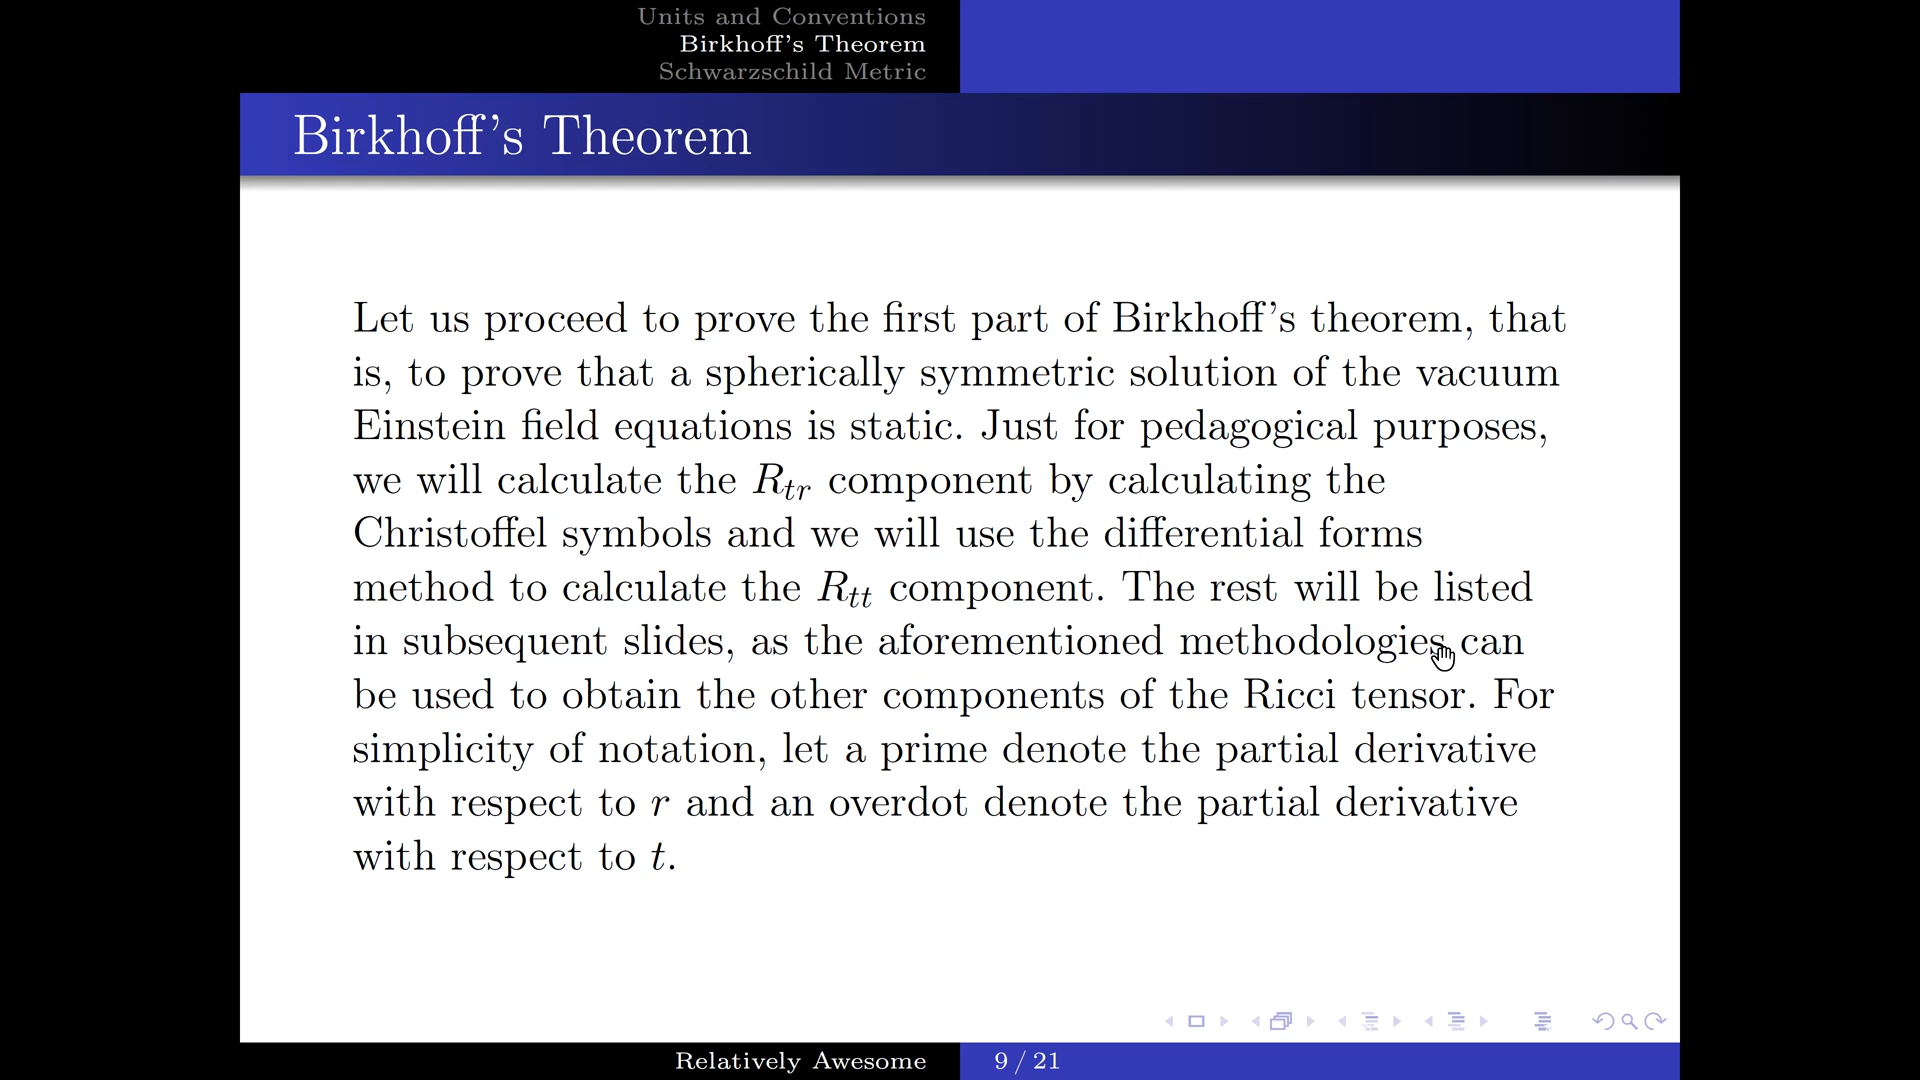 Units and Conventions
Birkhoff's Theorem
Schwarzschild Metric
Birkhoff's Theorem
Let us proceed to prove the first part of Birkhoff's theorem, that
is, to prove that a spherically symmetric solution of the vacuum
Einstein field equations is static. Just for pedagogical purposes,
we will calculate the $R_{tr}$ component by calculating the
Christoffel symbols and we will use the differential forms
method to calculate the $R_{tt}$ component. The rest will be listed
in subsequent slides, as the aforementioned methodologies can
be used to obtain the other components of the Ricci tensor. For
simplicity of notation, let a prime denote the partial derivative
with respect to $r$ and an overdot denote the partial derivative
with respect to $t$.
Relatively Awesome
9 / 21